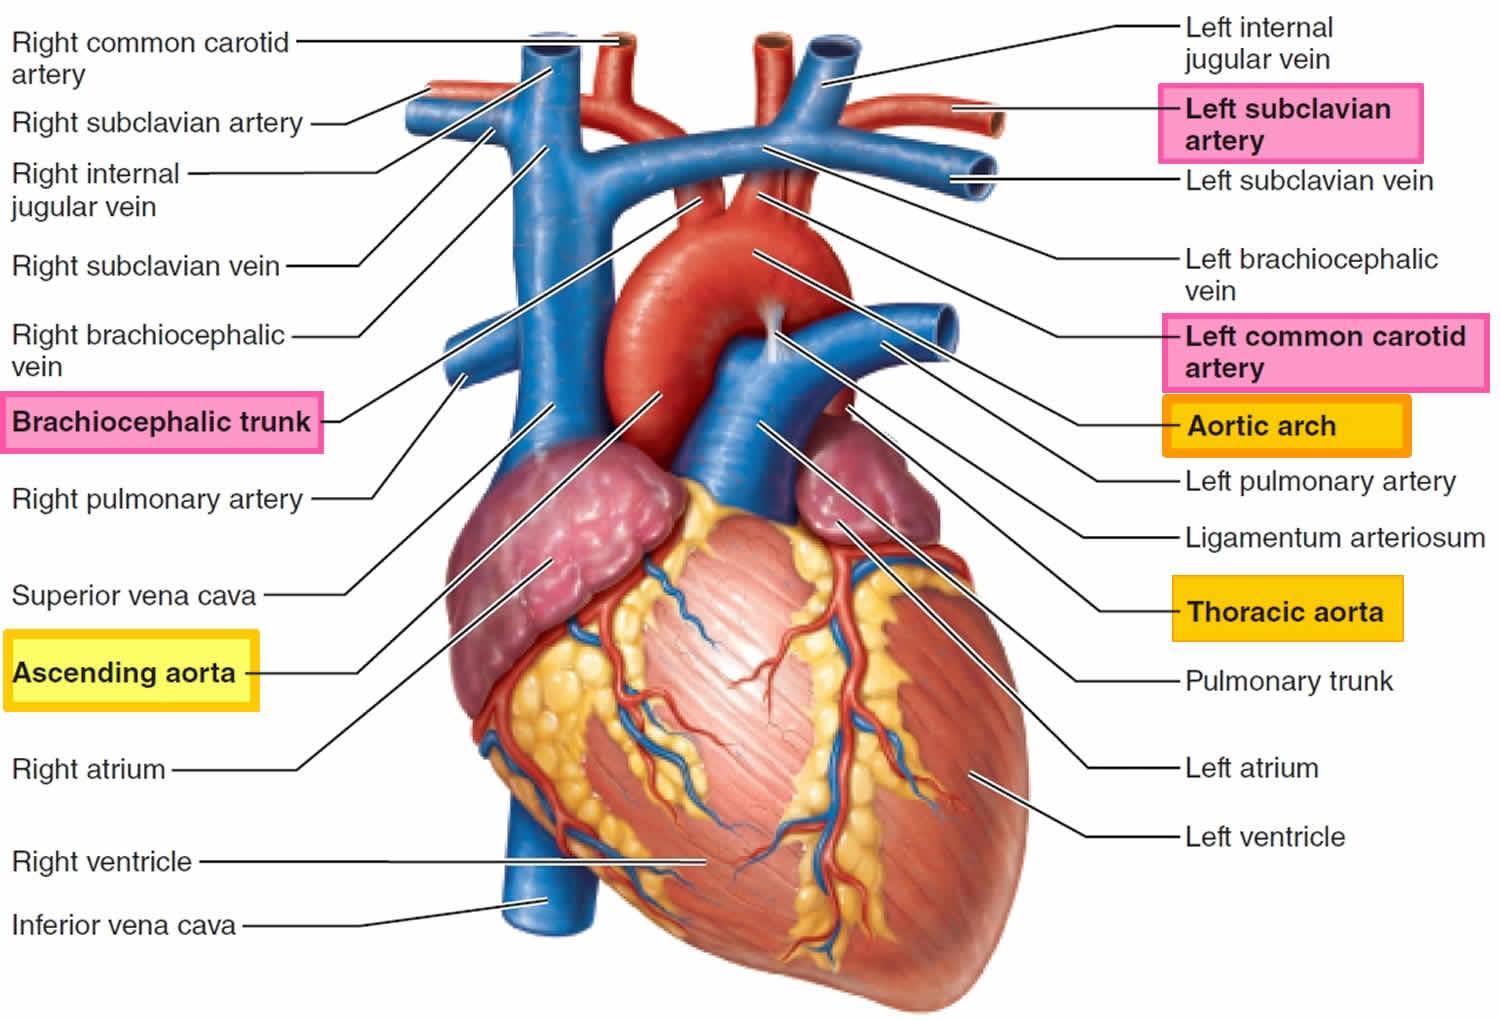 Right common carotid
artery
Right subclavian artery
Right internal
jugular vein
Right subclavian vein
Right brachiocephalic
vein
Brachiocephalic trunk
Right pulmonary artery
Superior vena cava
Ascending aorta
Right atrium
Right ventricle
Inferior vena cava
Left internal
jugular vein
Left subclavian
artery
Left subclavian vein
Left brachiocephalic
vein
Left common carotid
artery
Aortic arch
Left pulmonary artery
Ligamentum arteriosum
Thoracic aorta
Pulmonary trunk
Left atrium
Left ventricle